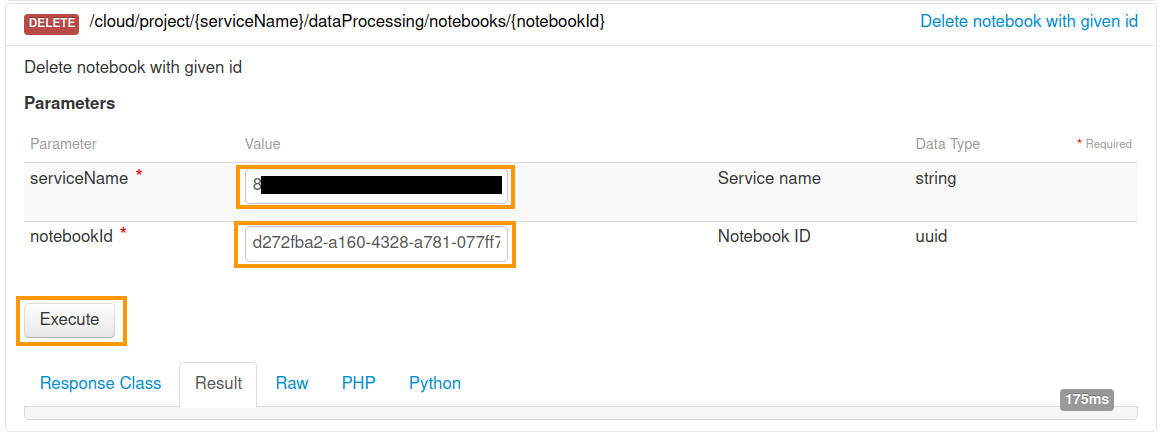 DELETE /cloud/project/{serviceName}/dataProcessing/notebooks/{notebookId} Delete notebook with given id
Delete notebook with given id
Parameters
Parameter Value Data Type * Required
serviceName * 8 Service name string
notebookId * d272fba2-a160-4328-a781-077ff7 Notebook ID uuid
Execute
Response Class Result Raw PHP Python
175ms